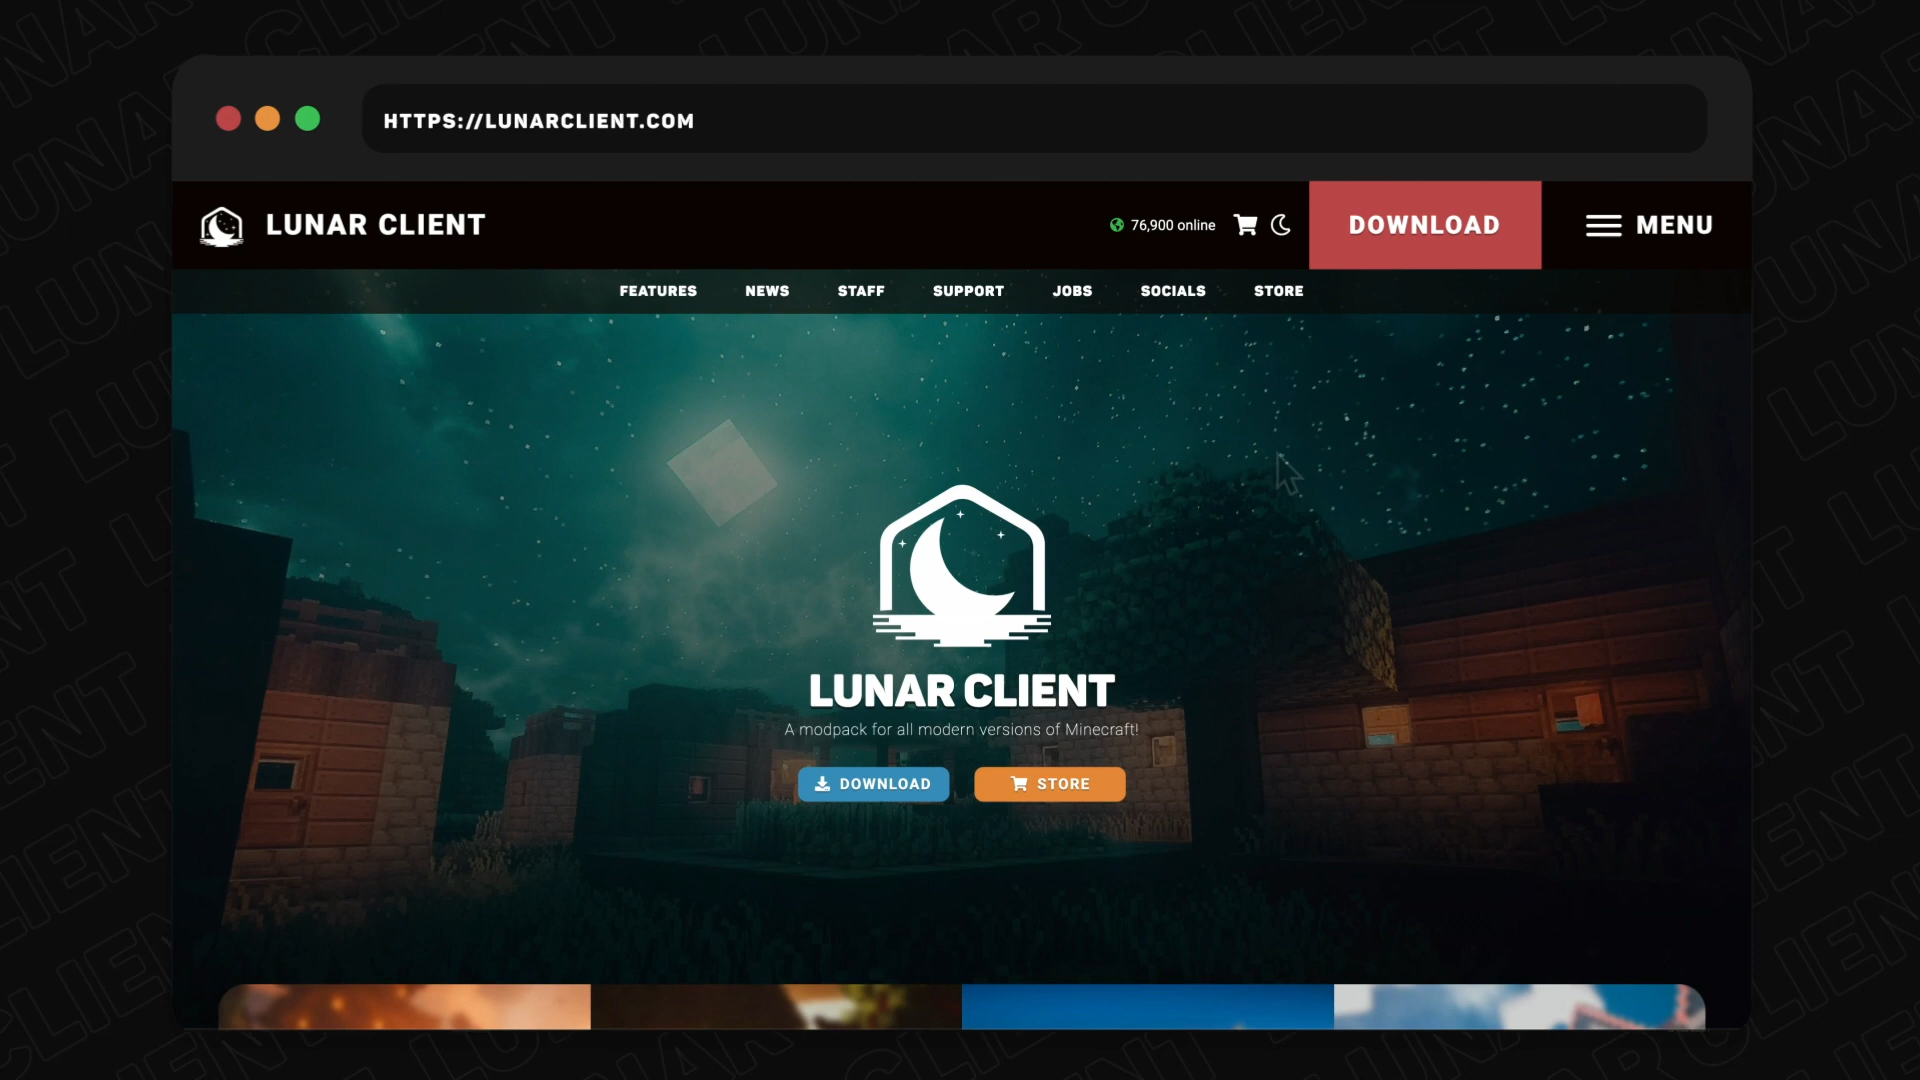 HTTPS://LUNARCLIENT.COM
LUNAR CLIENT
76,900 online
DOWNLOAD
MENU
FEATURES NEWS STAFF SUPPORT JOBS SOCIALS STORE
LUNAR CLIENT
A modpack for all modern versions of Minecraft!
DOWNLOAD STORE